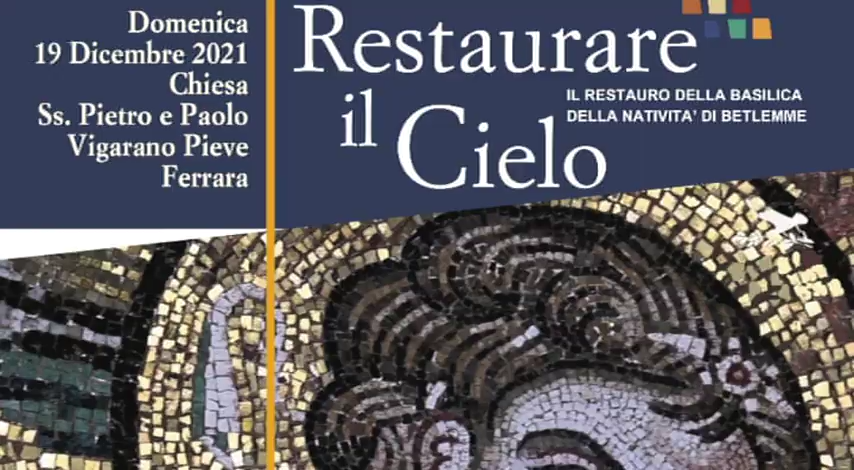 Domenica
19 Dicembre 2021
Chiesa
Ss. Pietro e Paolo
Vigarano Pieve
Ferrara
Restaurare
il Cielo
IL RESTAURO DELLA BASILICA
DELLA NATIVITA' DI BETLEMME